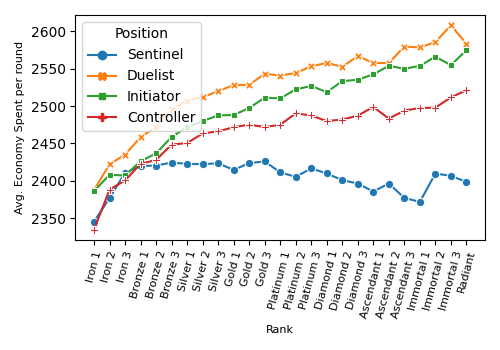 Position
Sentinel
Duelist
Initiator
Controller
Avg. Economy Spent per round
2600
2550
2500
2450
2400
2350
Iron 1
Iron 2
Iron 3
Bronze 1
Bronze 2
Bronze 3
Silver 1
Silver 2
Silver 3
Gold 1
Gold 2
Gold 3
Platinum 1
Platinum 2
Platinum 3
Diamond 1
Diamond 2
Diamond 3
Ascendant 1
Ascendant 2
Ascendant 3
Immortal 1
Immortal 2
Immortal 3
Radiant
Rank